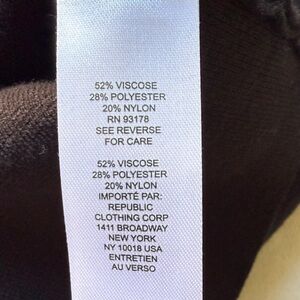 52% VISCOSE
28% POLYESTER
20% NYLON
RN 93178
SEE REVERSE
FOR CARE
52% VISCOSE
28% POLYESTER
20% NYLON
IMPORTÉ PAR:
REPUBLIC
CLOTHING CORP
1411 BROADWAY
NEW YORK
NY 10018 USA
ENTRETIEN
AU VERSO